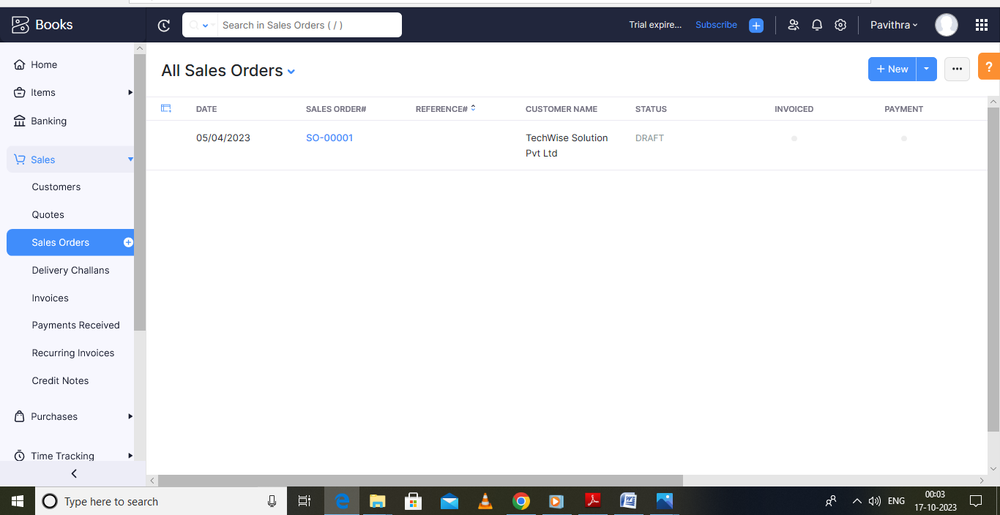 Books
Search in Sales Orders ( / )
Trial expire...
Subscribe
Pavithra
Home
Items
Banking
Sales
Customers
Quotes
Sales Orders
Delivery Challans
Invoices
Payments Received
Recurring Invoices
Credit Notes
Purchases
Time Tracking
All Sales Orders
+ New
?
DATE SALES ORDER# REFERENCE# CUSTOMER NAME STATUS INVOICED PAYMENT
05/04/2023 SO-00001 TechWise Solution DRAFT
Pvt Ltd
Type here to search
ENG
00:03
17-10-2023